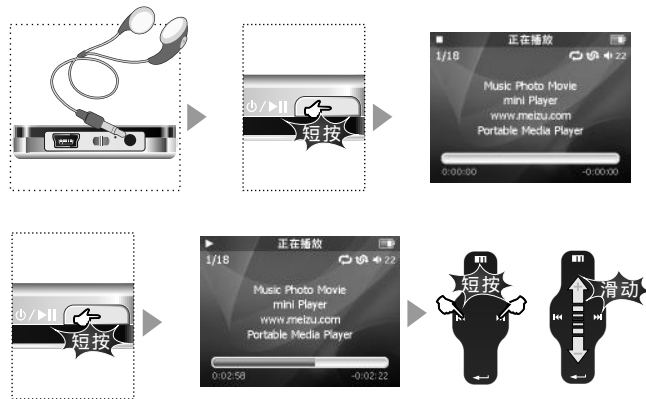 短按
正在播放
1/18
22
Music Photo Movie
mini Player
www.meizu.com
Portable Media Player
0:00:00
-0:00:00
短按
正在播放
1/18
22
Music Photo Movie
mini Player
www.meizu.com
Portable Media Player
0:02:58
-0:02:22
短按
滑动